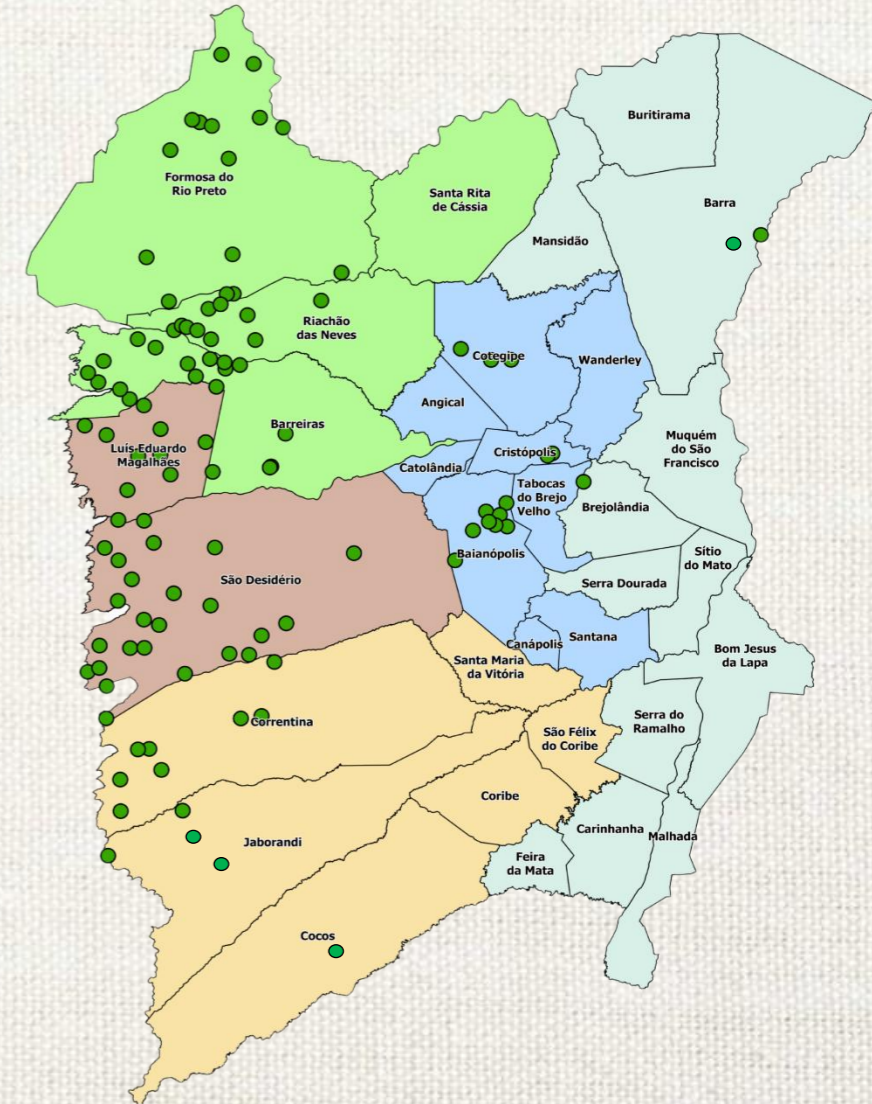 Buritirama
Formosa do
Rio Preto
Santa Rita
de Cássia
Barra
Mansidão
Riachão
das Neves
Cotegipe
Wanderley
Angical
Barreiras
Luís Eduardo
Magalhães
Cristópolis
Muquém
do São
Francisco
Catolândia
Tabocas
do Brejo
Velho
Brejolândia
Baianópolis
Sítio
do Mato
São Desidério
Serra Dourada
Canápolis
Santana
Bom Jesus
da Lapa
Santa Maria
da Vitória
Correntina
São Félix
do Coribe
Serra do
Ramalho
Coribe
Jaborandi
Carinhanha
Malhada
Feira
da Mata
Cocos